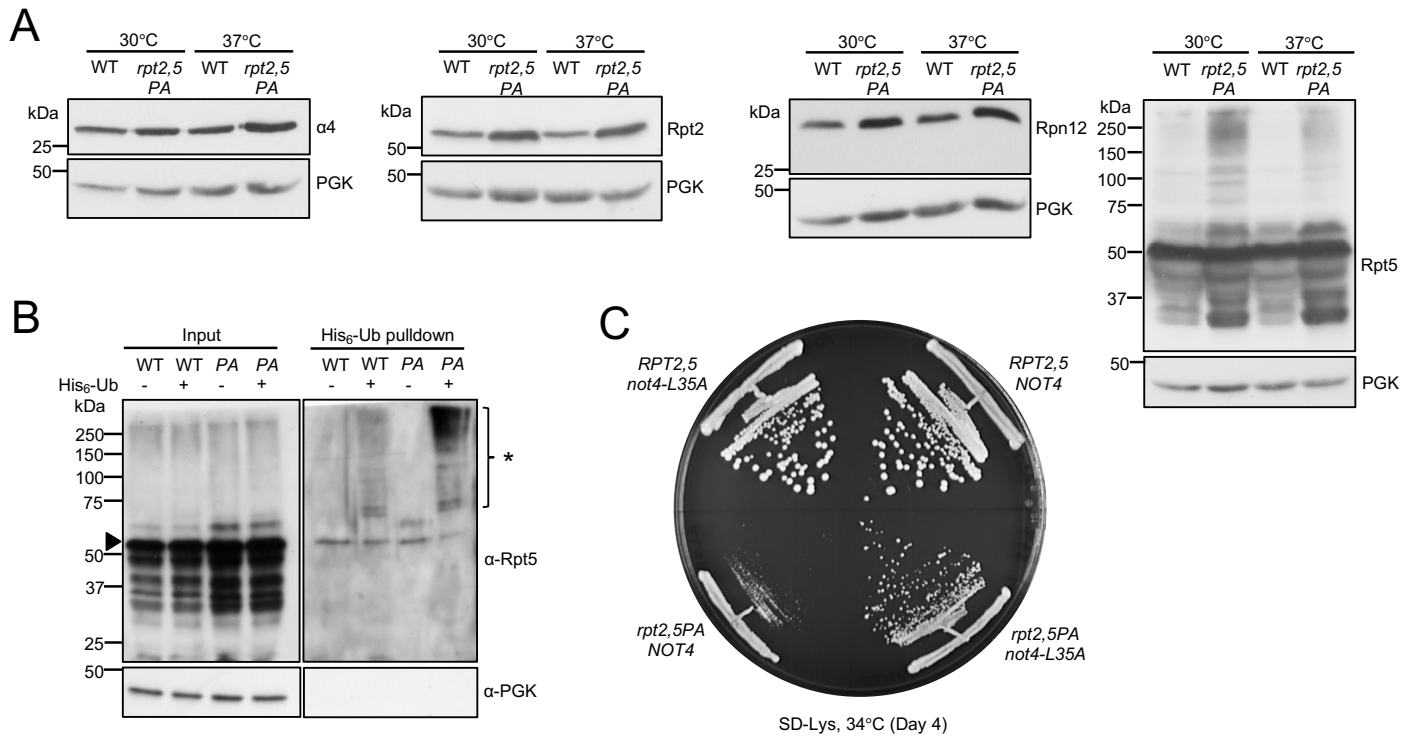 A
30°C 37°C
WT rpt2,5 PA WT rpt2,5 PA
kDa
25
α4
50
PGK
30°C 37°C
WT rpt2,5 PA WT rpt2,5 PA
kDa
50
Rpt2
50
PGK
30°C 37°C
WT rpt2,5 PA WT rpt2,5 PA
kDa
25
Rpn12
50
PGK
30°C 37°C
WT rpt2,5 PA WT rpt2,5 PA
kDa
250
150
100
75
50
37
Rpt5
50
PGK
B
Input His6-Ub pulldown
WT WT PA PA WT WT PA PA
His6-Ub - + - + - + - +
kDa
250
150
100
75
50
37
25
*
α-Rpt5
50
α-PGK
C
RPT2,5
not4-L35A
RPT2,5
NOT4
rpt2,5PA
NOT4
rpt2,5PA
not4-L35A
SD-Lys, 34°C (Day 4)